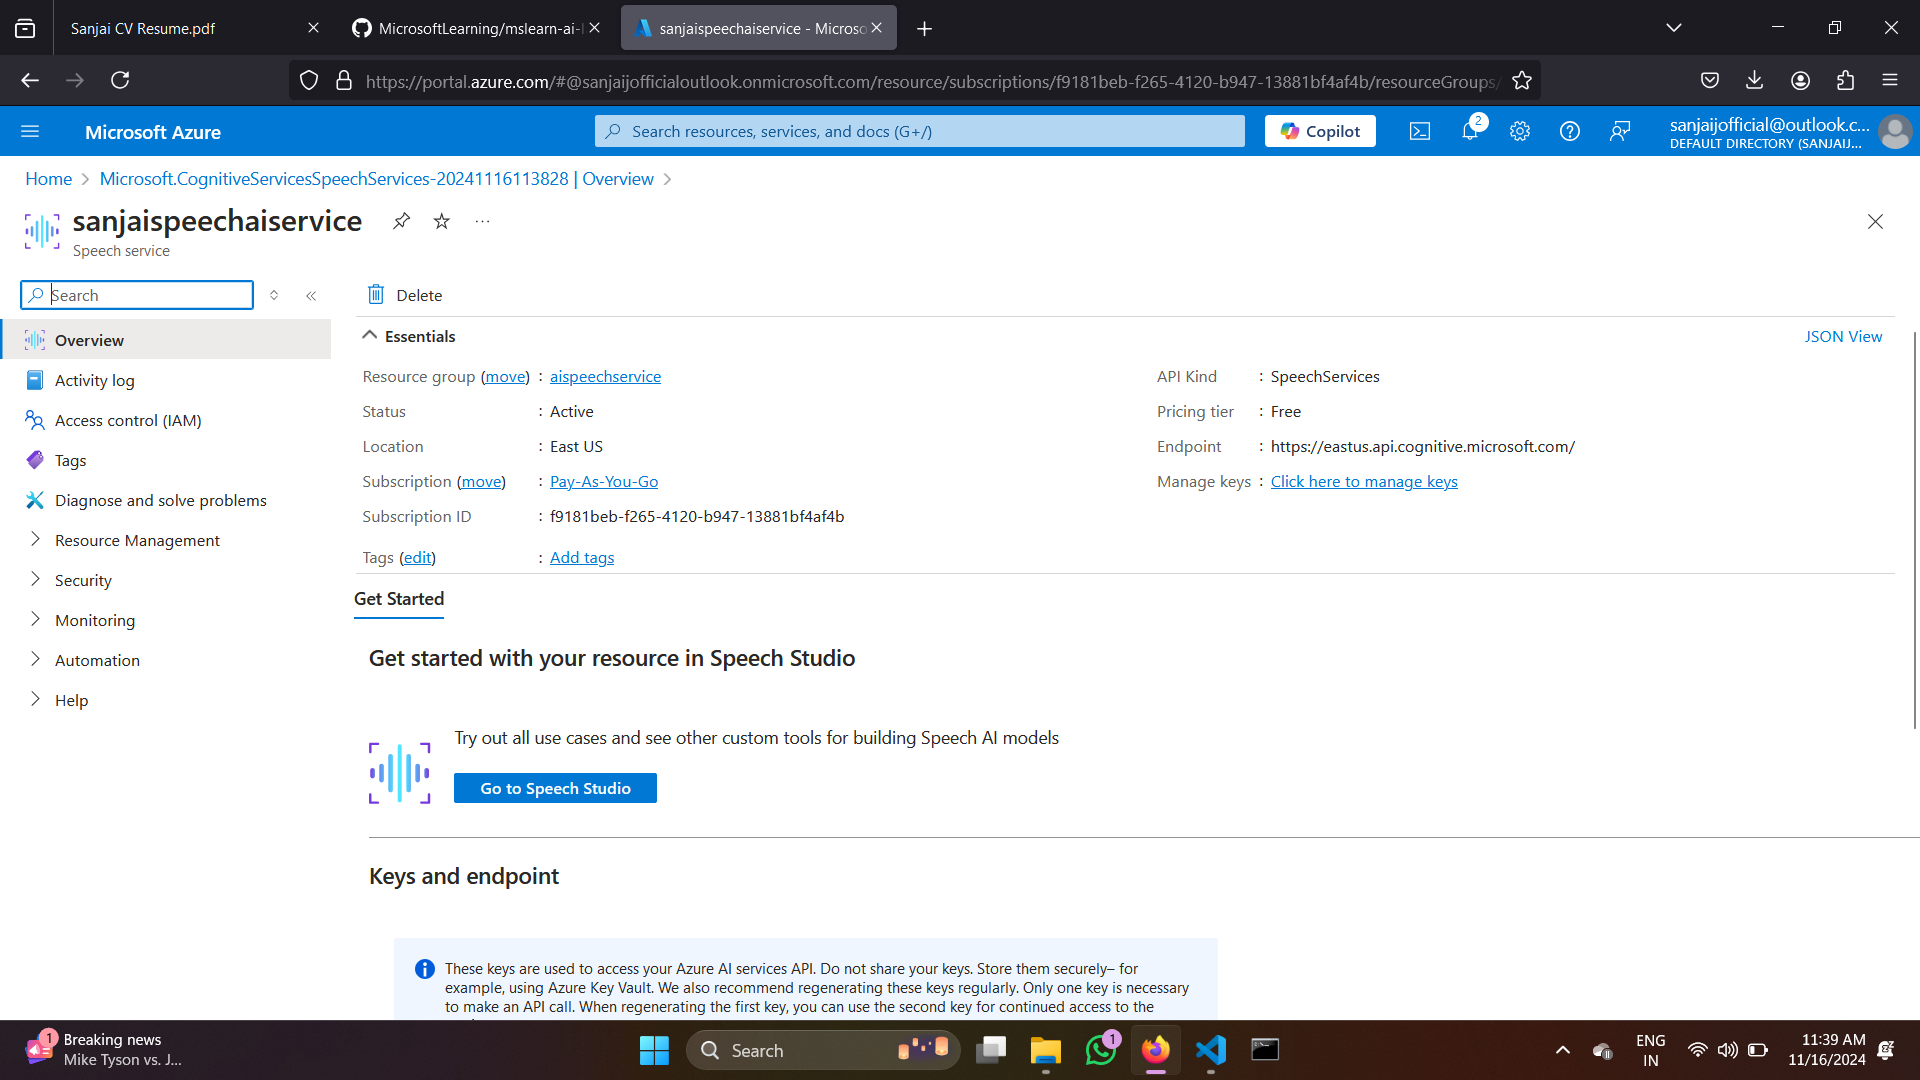 Sanjai CV Resume.pdf
MicrosoftLearning/mslearn-ai-
sanjaispeechaiservice - Microso
https://portal.azure.com/#@sanjaijofficialoutlook.onmicrosoft.com/resource/subscriptions/f9181beb-f265-4120-b947-13881bf4af4b/resourceGroups/
Microsoft Azure
Search resources, services, and docs (G+/)
Copilot
2
sanjaijofficial@outlook.c...
DEFAULT DIRECTORY (SANJAIJ...
Home > Microsoft.CognitiveServicesSpeechServices-20241116113828 | Overview >
sanjaispeechaiservice
Speech service
Search
Delete
Overview
Activity log
Access control (IAM)
Tags
Diagnose and solve problems
Resource Management
Security
Monitoring
Automation
Help
Essentials
JSON View
Resource group (move) : aispeechservice
Status : Active
Location : East US
Subscription (move) : Pay-As-You-Go
Subscription ID : f9181beb-f265-4120-b947-13881bf4af4b
Tags (edit) : Add tags
API Kind : SpeechServices
Pricing tier : Free
Endpoint : https://eastus.api.cognitive.microsoft.com/
Manage keys : Click here to manage keys
Get Started
Get started with your resource in Speech Studio
Try out all use cases and see other custom tools for building Speech AI models
Go to Speech Studio
Keys and endpoint
These keys are used to access your Azure AI services API. Do not share your keys. Store them securely– for
example, using Azure Key Vault. We also recommend regenerating these keys regularly. Only one key is necessary
to make an API call. When regenerating the first key, you can use the second key for continued access to the
1
Breaking news
Mike Tyson vs. J...
Search
1
ENG
IN
11:39 AM
11/16/2024